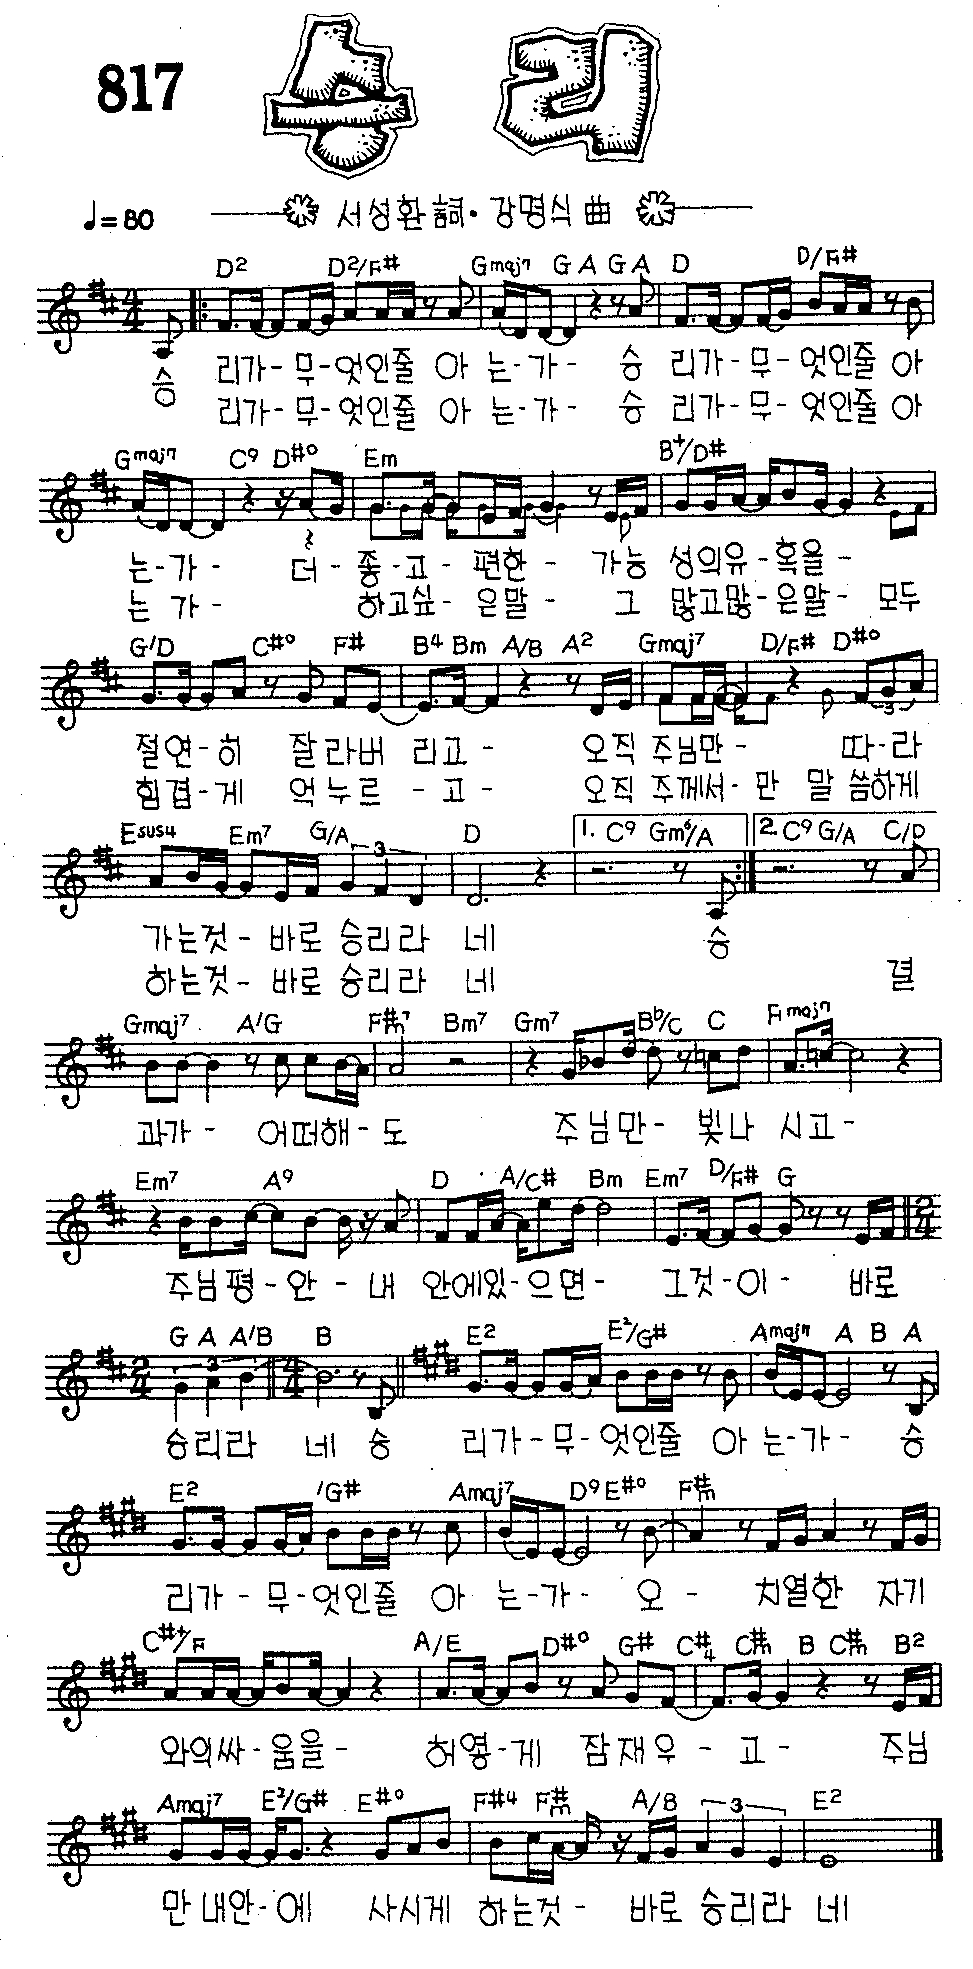 817 승리
♩=80 서성환 詞·강명식 曲
D2 D2/F# Gmaj7 G A G A D D/F#
승 리가-무-엇인줄 아 는-가- 승 리가-무-엇인줄 아
리가-무-엇인줄 아 는-가- 승 리가-무-엇인줄 아
Gmaj7 C9 D#o Em B+/D#
는-가- 더-좋-고-편한- 가능 성의유-혹을-
는 가- 하고싶-은말- 그 많고많-은말- 모두
G/D C#o F# B4 Bm A/B A2 Gmaj7 D/F# D#o
절연-히 잘라버 리고- 오직 주님만- 따-라
힘겹-게 억누르-고- 오직 주께서-만 말 씀하게
Esus4 Em7 G/A 3 D 1. C9 Gm6/A 2. C9 G/A C/D
가는것-바로 승리라 네 승
하는것-바로 승리라 네 결
Gmaj7 A/G F#m7 Bm7 Gm7 Bb/C C Fmaj7
과가- 어떠해-도 주님만-빛나 시고-
Em7 A9 D A/C# Bm Em7 D/F# G
주님평-안-내 안에있-으면- 그것-이- 바로
G A A/B B E2 E2/G# Amaj7 A B A
승리라 네 승 리가-무-엇인줄 아 는-가- 승
E2 /G# Amaj7 D9 E#o F#m
리가-무-엇인줄 아 는-가- 오- 치열한 자기
C#+/F A/E D#o G# C#4 C#m B C#m B2
와의싸-움을- 허영-게 잠재우-고- 주님
Amaj7 E2/G# E#o F#4 F#m A/B 3 E2
만 내안-에 사시게 하는것- 바로 승리라 네